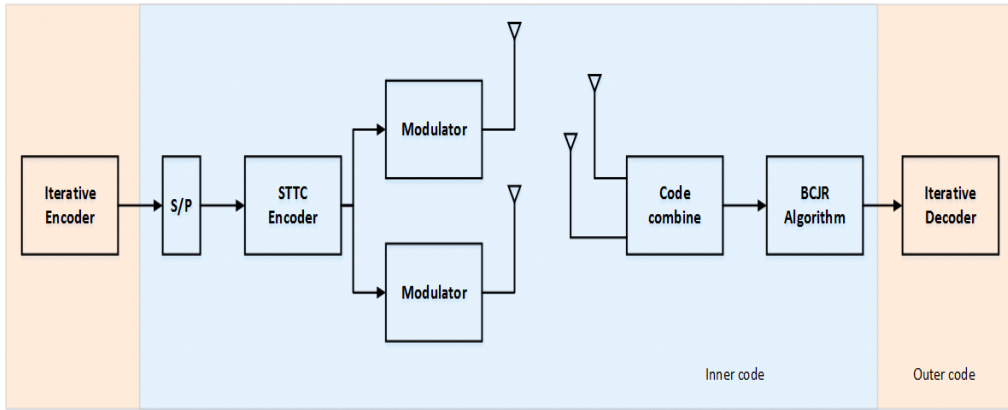 Iterative
Encoder
S/P
STTC
Encoder
Modulator
Modulator
Code
combine
BCJR
Algorithm
Iterative
Decoder
Inner code
Outer code